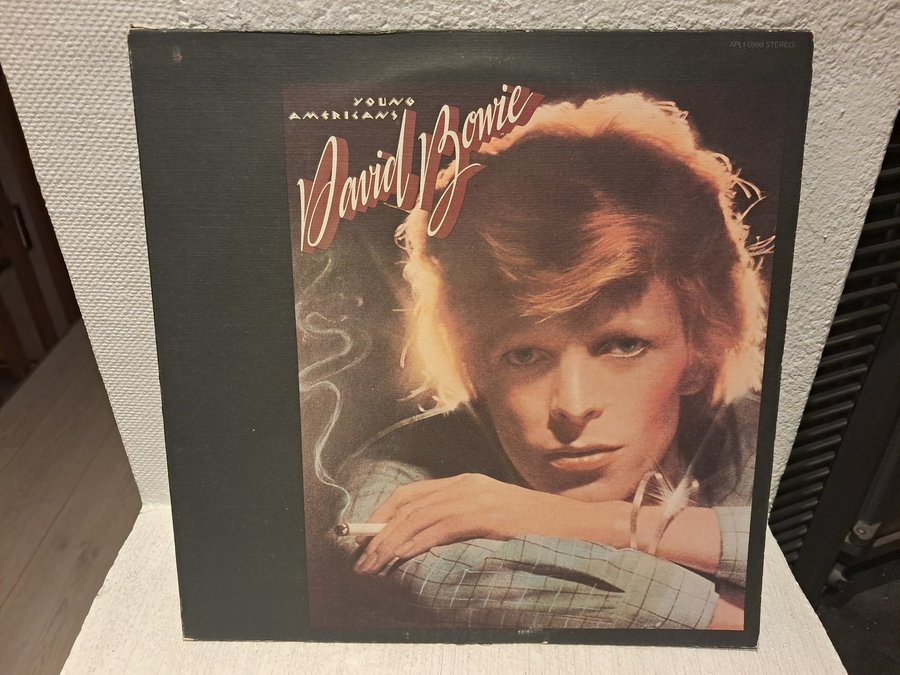 APL1-0998 STEREO
YOUNG
AMERICANS
David Bowie